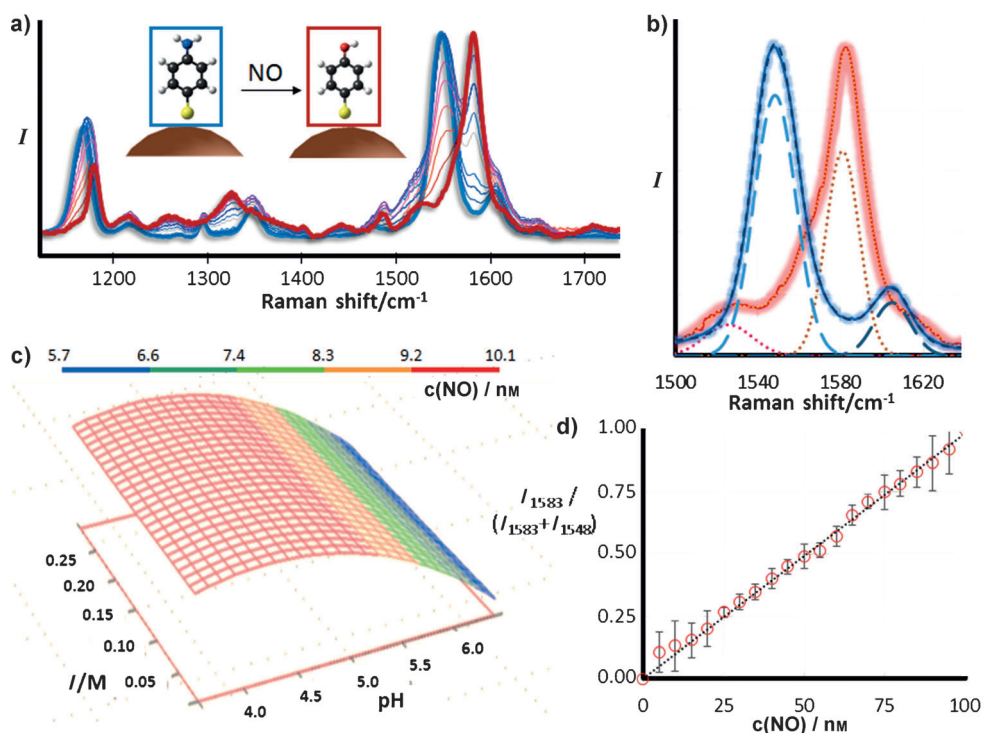 a)
NO
I
1200 1300 1400 1500 1600 1700
Raman shift/cm⁻¹
b)
I
1500 1540 1580 1620
Raman shift/cm⁻¹
c)
5.7 6.6 7.4 8.3 9.2 10.1
c(NO) / nM
0.25
0.20
0.15
0.10
0.05
I/M
4.0
4.5
5.0
5.5
6.0
pH
d)
I1583 /
(I1583+I1548)
1.00
0.75
0.50
0.25
0.00
0 25 50 75 100
c(NO) / nM